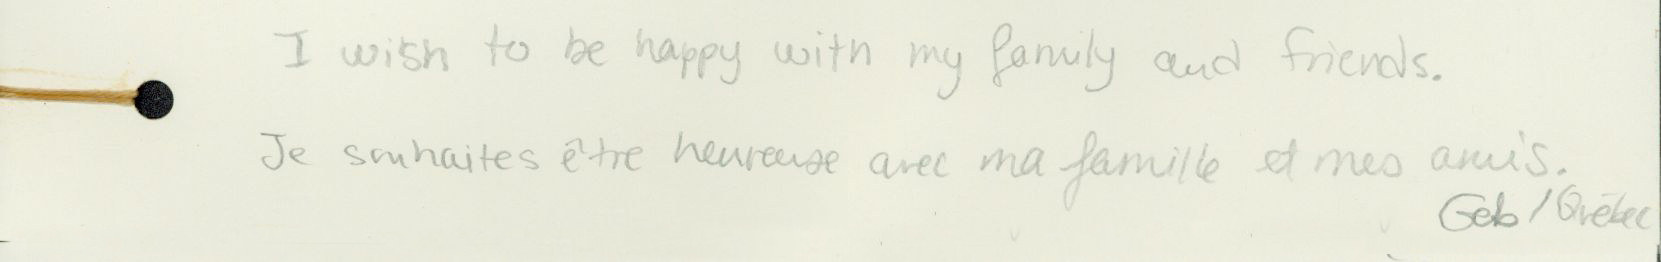 I wish to be happy with my family and friends.
Je souhaites être heureuse avec ma famille et mes amis.
Geb / Québec